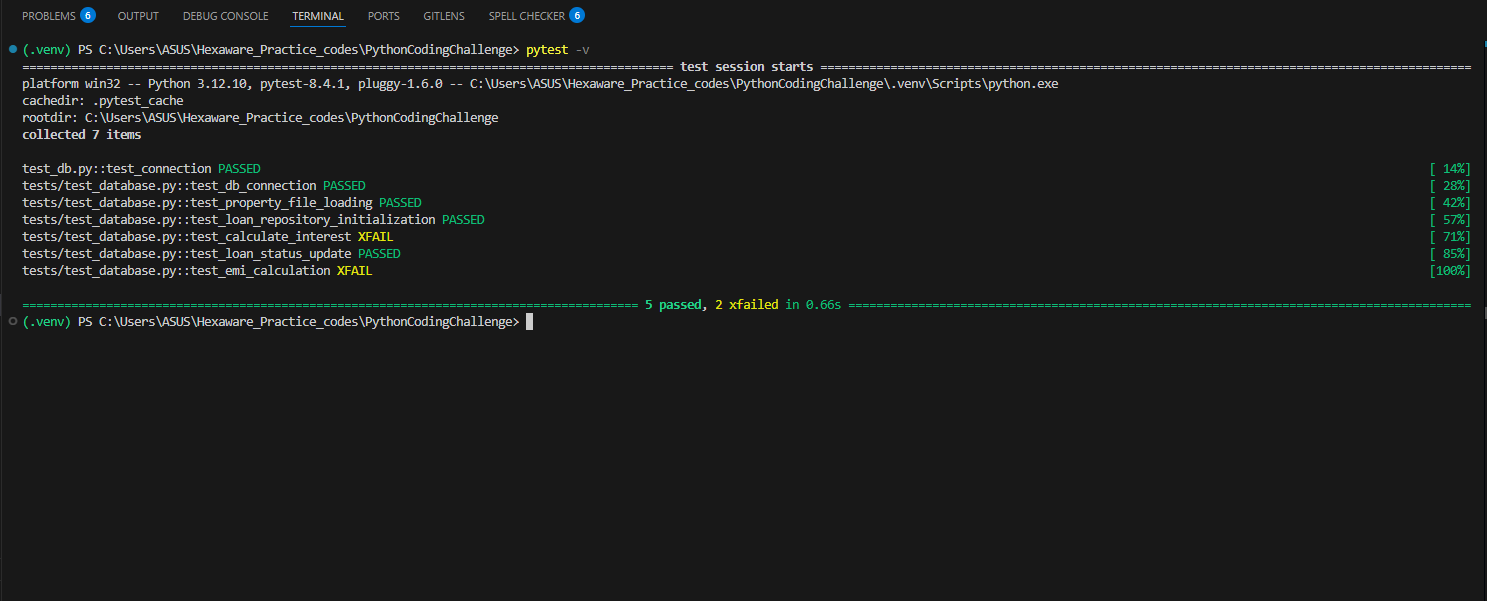 PROBLEMS 6 OUTPUT DEBUG CONSOLE TERMINAL PORTS GITLENS SPELL CHECKER 6
(.venv) PS C:\Users\ASUS\Hexaware_Practice_codes\PythonCodingChallenge> pytest -v
============================================================================================= test session starts =============================================================================================
platform win32 -- Python 3.12.10, pytest-8.4.1, pluggy-1.6.0 -- C:\Users\ASUS\Hexaware_Practice_codes\PythonCodingChallenge\.venv\Scripts\python.exe
cachedir: .pytest_cache
rootdir: C:\Users\ASUS\Hexaware_Practice_codes\PythonCodingChallenge
collected 7 items
test_db.py::test_connection PASSED [ 14%]
tests/test_database.py::test_db_connection PASSED [ 28%]
tests/test_database.py::test_property_file_loading PASSED [ 42%]
tests/test_database.py::test_loan_repository_initialization PASSED [ 57%]
tests/test_database.py::test_calculate_interest XFAIL [ 71%]
tests/test_database.py::test_loan_status_update PASSED [ 85%]
tests/test_database.py::test_emi_calculation XFAIL [100%]
======================================================================================== 5 passed, 2 xfailed in 0.66s =========================================================================================
(.venv) PS C:\Users\ASUS\Hexaware_Practice_codes\PythonCodingChallenge>